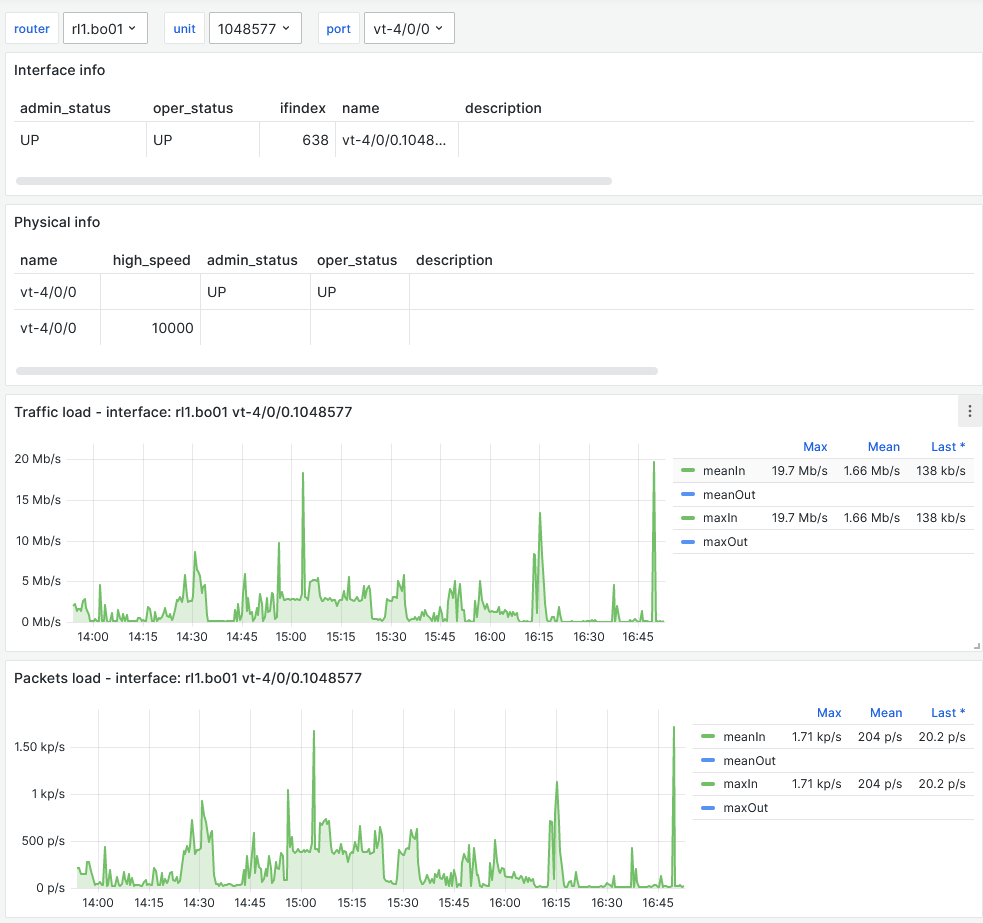 router rl1.bo01 unit 1048577 port vt-4/0/0
Interface info
admin_status oper_status ifindex name description
UP UP 638 vt-4/0/0.1048...
Physical info
name high_speed admin_status oper_status description
vt-4/0/0 UP UP
vt-4/0/0 10000
Traffic load - interface: rl1.bo01 vt-4/0/0.1048577
Max Mean Last *
meanIn 19.7 Mb/s 1.66 Mb/s 138 kb/s
meanOut
maxIn 19.7 Mb/s 1.66 Mb/s 138 kb/s
maxOut
20 Mb/s
15 Mb/s
10 Mb/s
5 Mb/s
0 Mb/s
14:00 14:15 14:30 14:45 15:00 15:15 15:30 15:45 16:00 16:15 16:30 16:45
Packets load - interface: rl1.bo01 vt-4/0/0.1048577
Max Mean Last *
meanIn 1.71 kp/s 204 p/s 20.2 p/s
meanOut
maxIn 1.71 kp/s 204 p/s 20.2 p/s
maxOut
1.50 kp/s
1 kp/s
500 p/s
0 p/s
14:00 14:15 14:30 14:45 15:00 15:15 15:30 15:45 16:00 16:15 16:30 16:45